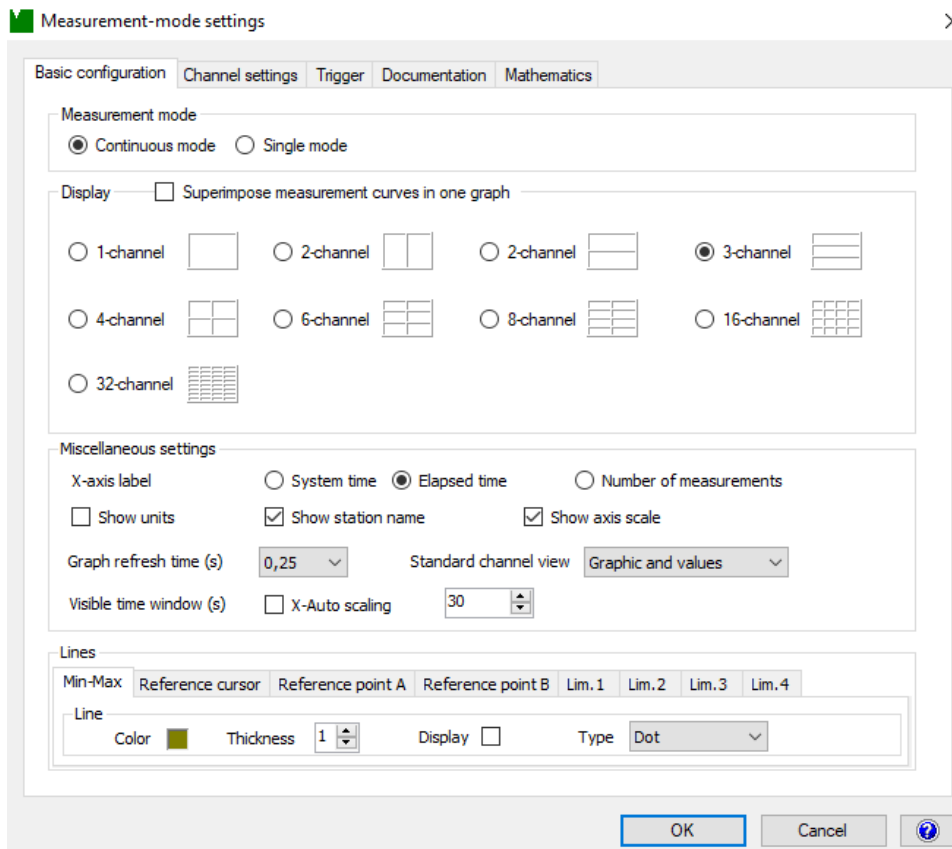 Measurement-mode settings
Basic configuration Channel settings Trigger Documentation Mathematics
Measurement mode
Continuous mode Single mode
Display Superimpose measurement curves in one graph
1-channel 2-channel 2-channel 3-channel
4-channel 6-channel 8-channel 16-channel
32-channel
Miscellaneous settings
X-axis label System time Elapsed time Number of measurements
Show units Show station name Show axis scale
Graph refresh time (s) 0,25 Standard channel view Graphic and values
Visible time window (s) X-Auto scaling 30
Lines
Min-Max Reference cursor Reference point A Reference point B Lim.1 Lim.2 Lim.3 Lim.4
Line
Color Thickness 1 Display Type Dot
OK Cancel ?